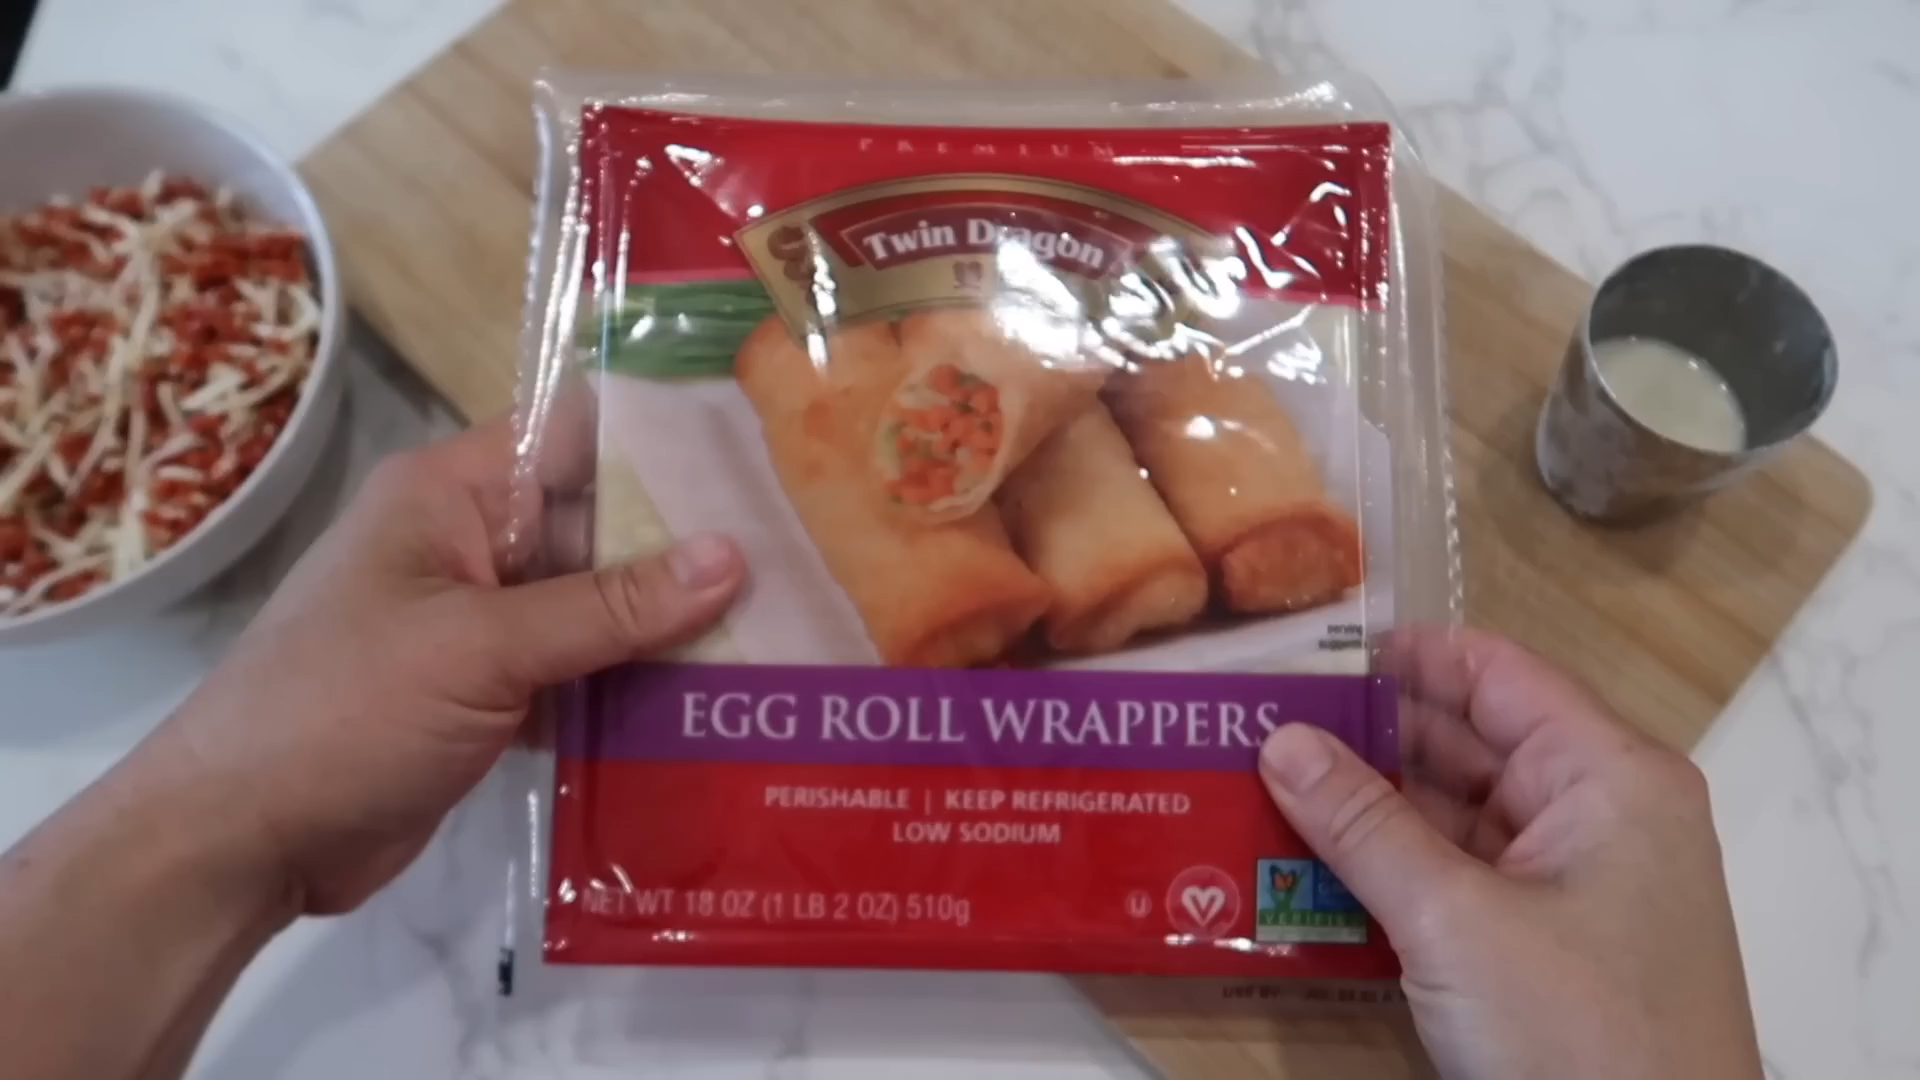 PREMIUM
Twin Dragon
serving
EGG ROLL WRAPPERS
PERISHABLE | KEEP REFRIGERATED
LOW SODIUM
NET WT 18 OZ (1 LB 2 OZ) 510g
U